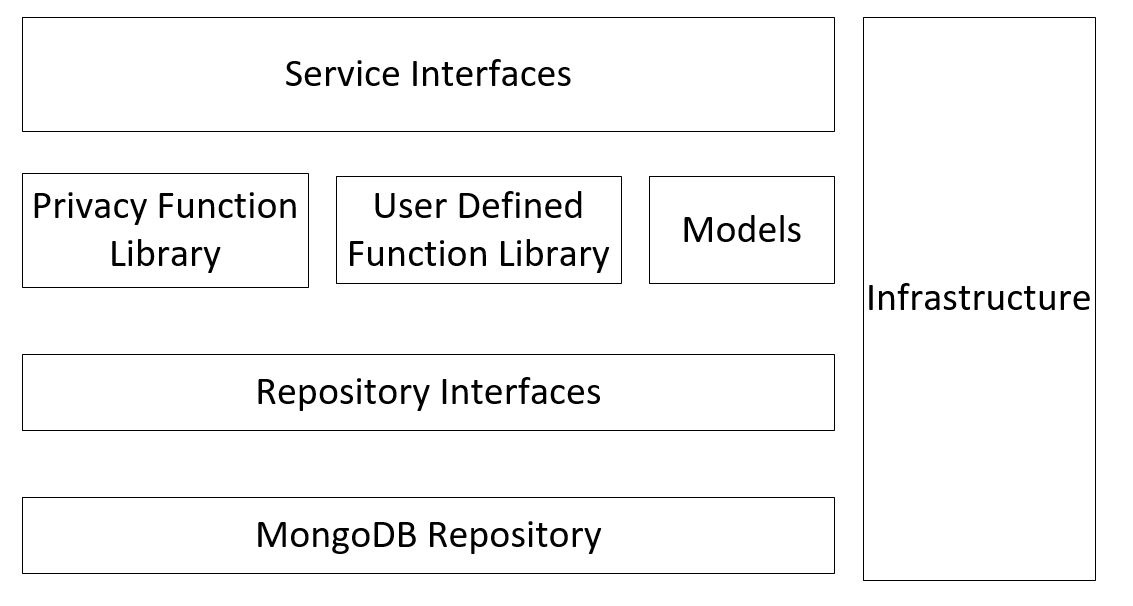 Service Interfaces
Privacy Function
Library
User Defined
Function Library
Models
Infrastructure
Repository Interfaces
MongoDB Repository